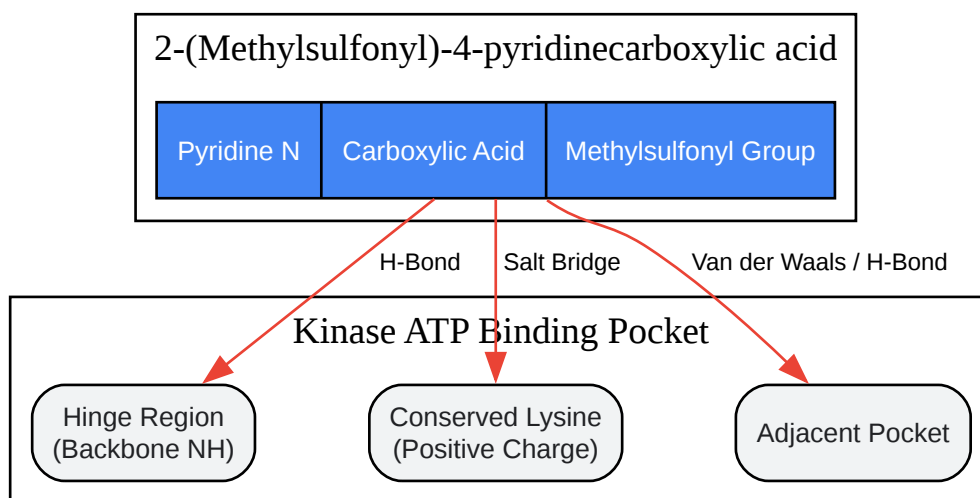 2-(Methylsulfonyl)-4-pyridinecarboxylic acid
Pyridine N
Carboxylic Acid
Methylsulfonyl Group
H-Bond
Salt Bridge
Van der Waals / H-Bond
Kinase ATP Binding Pocket
Hinge Region
(Backbone NH)
Conserved Lysine
(Positive Charge)
Adjacent Pocket